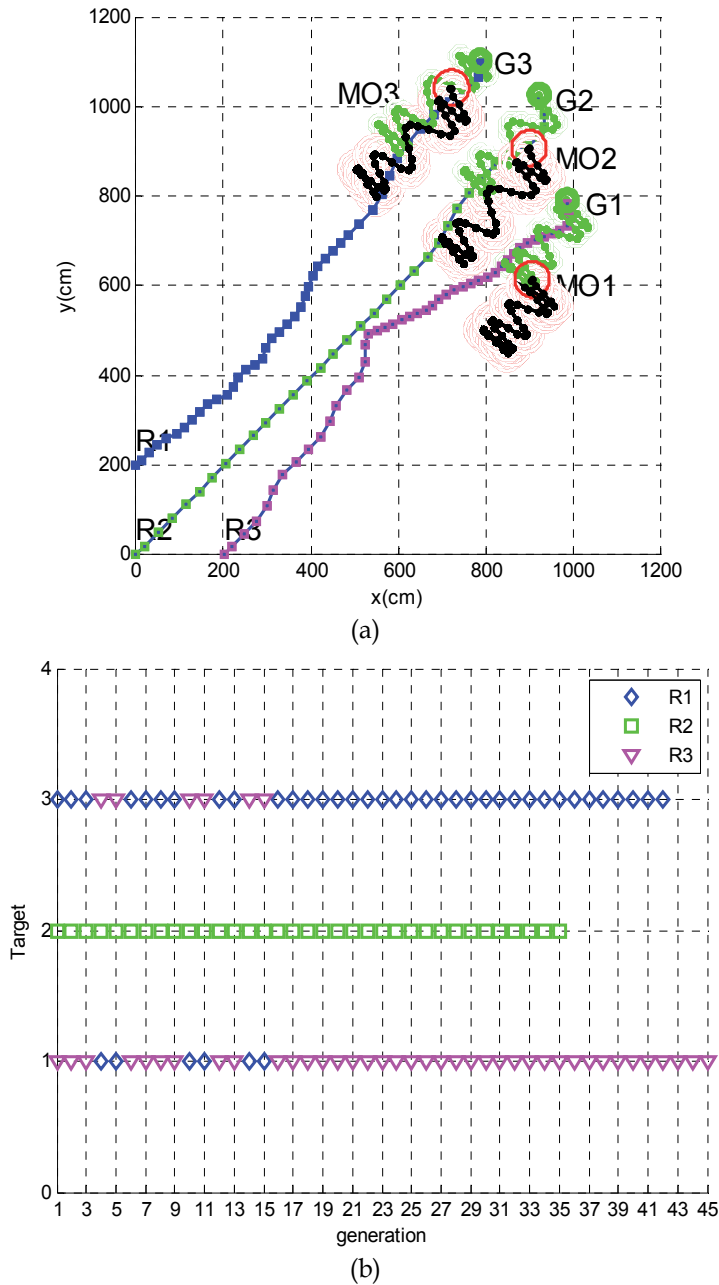 1200
G3
MO3
G2
1000
MO2
800
G1
y(cm)
600
MO1
400
R1
200
R2
R3
0
0
200
400
600
800
1000
1200
x(cm)
(a)
4
R1
R2
R3
3
Target
2
1
0
1 3 5 7 9 11 13 15 17 19 21 23 25 27 29 31 33 35 37 39 41 43 45
generation
(b)